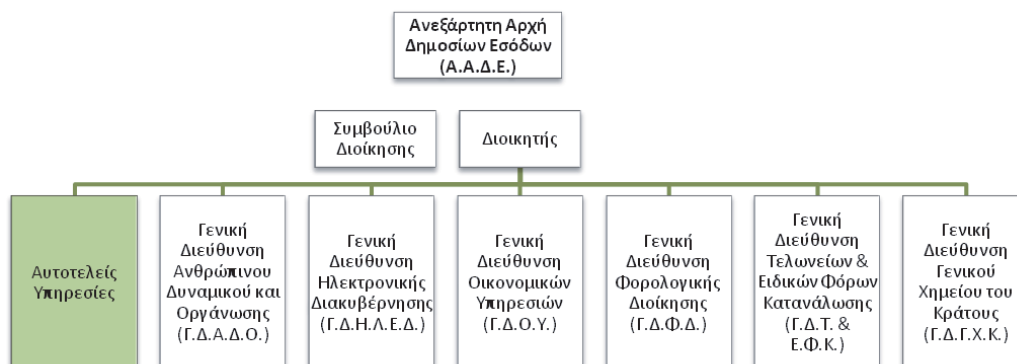 Ανεξάρτητη Αρχή
Δημοσίων Εσόδων
(Α.Α.Δ.Ε.)
Συμβούλιο
Διοίκησης
Διοικητής
Αυτοτελείς
Υπηρεσίες
Γενική
Διεύθυνση
Ανθρώπινου
Δυναμικού και
Οργάνωσης
(Γ.Δ.Α.Δ.Ο.)
Γενική
Διεύθυνση
Ηλεκτρονικής
Διακυβέρνησης
(Γ.Δ.Η.Λ.Ε.Δ.)
Γενική
Διεύθυνση
Οικονομικών
Υπηρεσιών
(Γ.Δ.Ο.Υ.)
Γενική
Διεύθυνση
Φορολογικής
Διοίκησης
(Γ.Δ.Φ.Δ.)
Γενική
Διεύθυνση
Τελωνείων &
Ειδικών Φόρων
Κατανάλωσης
(Γ.Δ.Τ. &
Ε.Φ.Κ.)
Γενική
Διεύθυνση
Γενικού
Χημείου του
Κράτους
(Γ.Δ.Γ.Χ.Κ.)